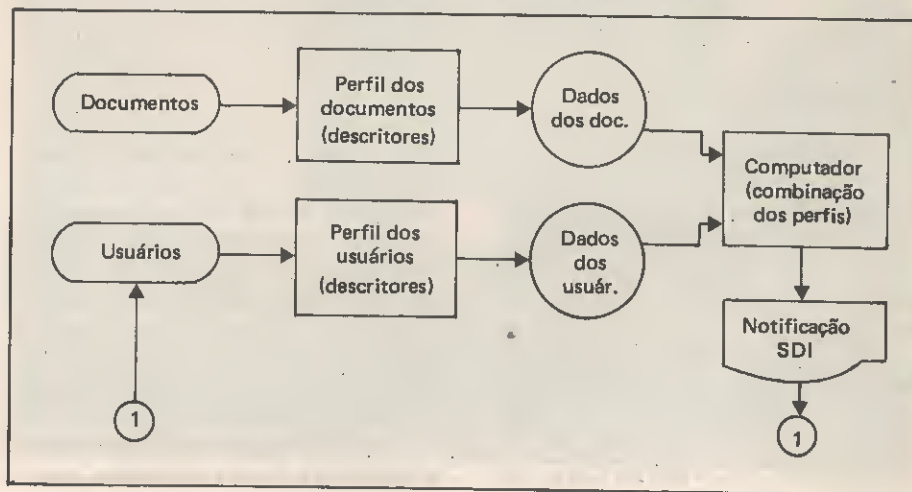 Documentos
Perfil dos
documentos
(descritores)
Dados
dos doc.
Computador
(combinação
dos perfis)
Usuários
Perfil dos
usuários
(descritores)
Dados
dos
usuár.
Notificação
SDI
1
1